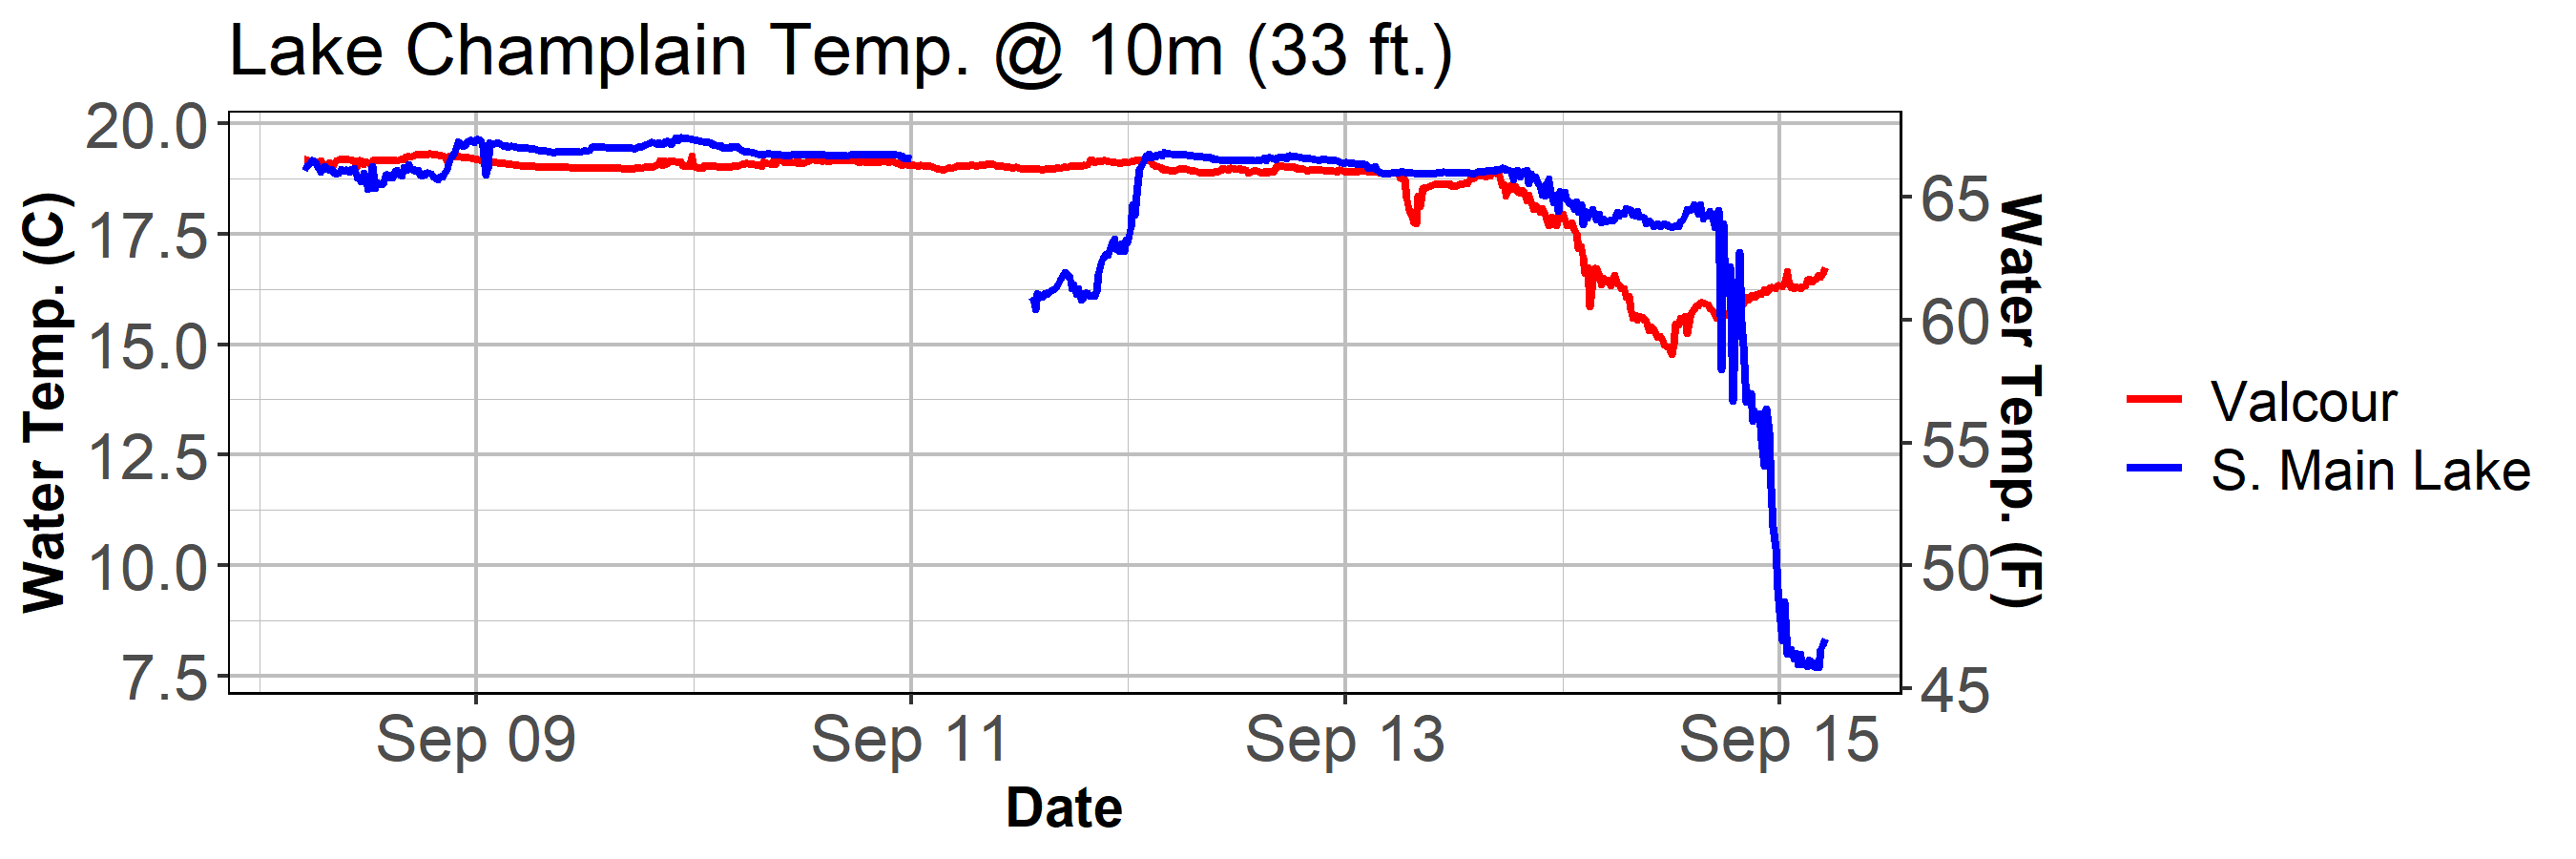 Lake Champlain Temp. @ 10m (33 ft.)
Water Temp. (C)
20.0
17.5
15.0
12.5
10.0
7.5
65
60
55
50
45
Water Temp. (F)
Sep 09
Sep 11
Sep 13
Sep 15
Date
Valcour
S. Main Lake